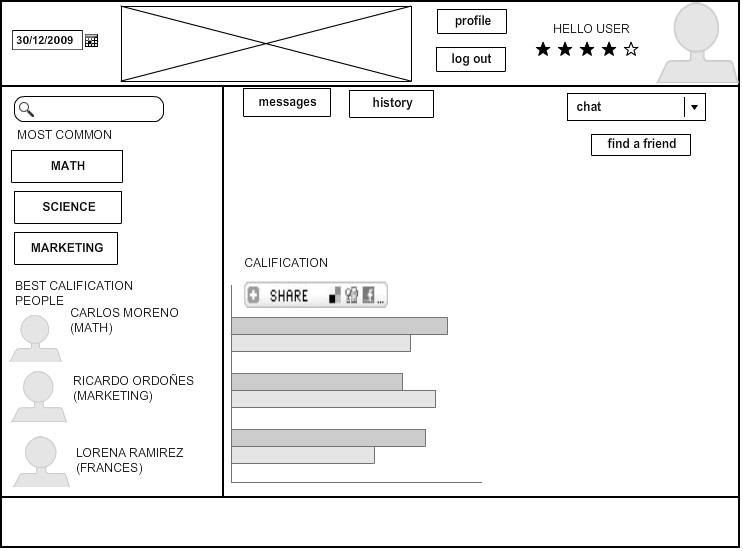 30/12/2009
profile
log out
HELLO USER
messages
history
chat
find a friend
MOST COMMON
MATH
SCIENCE
MARKETING
BEST CALIFICATION
PEOPLE
CARLOS MORENO
(MATH)
RICARDO ORDOÑES
(MARKETING)
LORENA RAMIREZ
(FRANCES)
CALIFICATION
SHARE
...